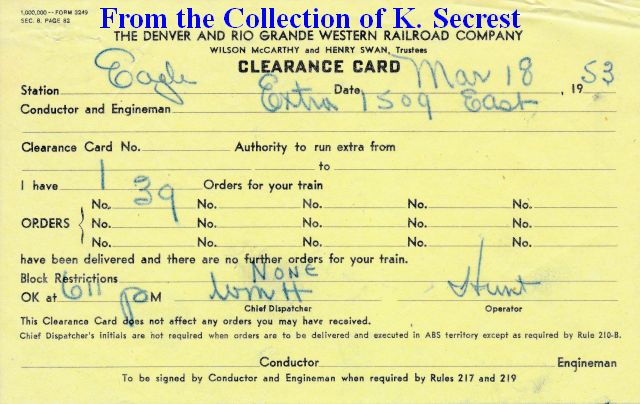 From the Collection of K. Secrest
1,000,000—FORM 3249
SEC. 6, PAGE 82
THE DENVER AND RIO GRANDE WESTERN RAILROAD COMPANY
WILSON McCARTHY and HENRY SWAN, Trustees
CLEARANCE CARD
Station Eagle Date Mar 18, 1953
Conductor and Engineman Extra 1509 East
Clearance Card No. Authority to run extra from
to
I have 1 Orders for your train
ORDERS
No. 39 No. No. No. No.
No. No. No. No. No.
No. No. No. No. No.
have been delivered and there are no further orders for your train.
Block Restrictions NONE
OK at 611 p M WmH Hunt
Chief Dispatcher Operator
This Clearance Card does not affect any orders you may have received.
Chief Dispatcher's initials are not required when orders are to be delivered and executed in ABS territory except as required by Rule 210-B.
Conductor Engineman
To be signed by Conductor and Engineman when required by Rules 217 and 219